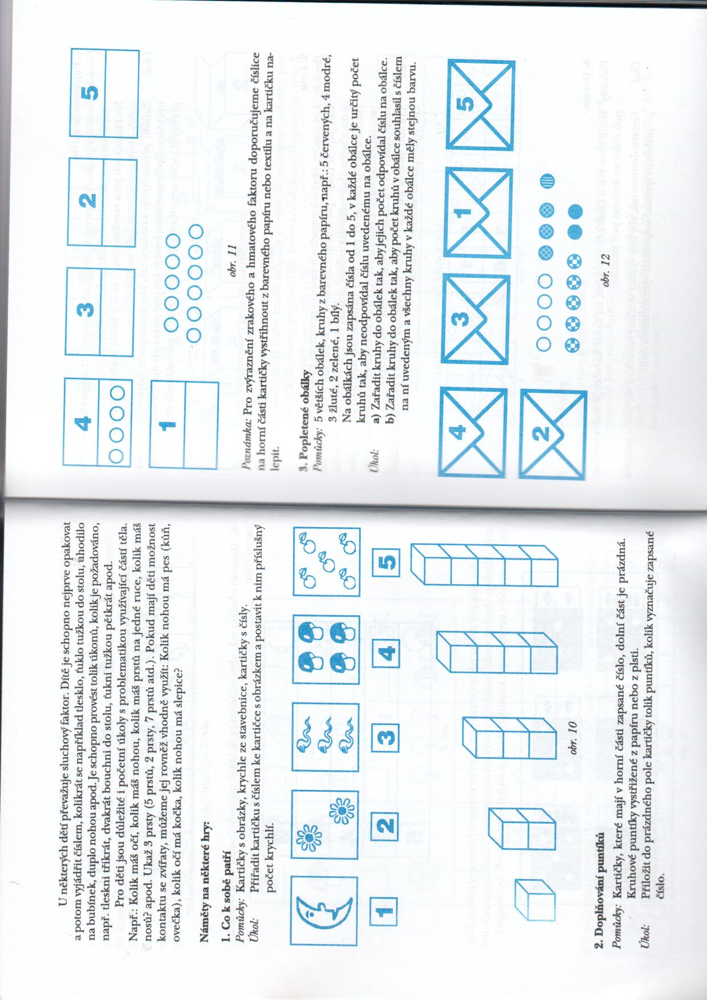 U některých dětí převažuje sluchový faktor. Dítě je schopno nejprve opakovat
a potom vyjádřit číslem, kolikrát se například tlesklo, ťuklo tužkou do stolu, uhodilo
na bubínek, duplo nohou apod. Je schopno provést tolik úkonů, kolik je požadováno,
např. tleskni třikrát, dvakrát bouchni do stolu, ťukni tužkou pětkrát apod.
Pro děti jsou důležité i početní úkoly s problematikou využívající částí těla.
Např.: Kolik máš očí, kolik máš nohou, kolik máš prstů na jedné ruce, kolik máš
nosů? apod. Ukaž 3 prsty (5 prstů, 2 prsty, 7 prstů atd.). Pokud mají děti možnost
kontaktu se zvířaty, můžeme jej rovněž vhodně využít: Kolik nohou má pes (kůň,
ovečka), kolik očí má kočka, kolik nohou má slepice?
Náměty na některé hry:
1. Co k sobě patří
Pomůcky: Kartičky s obrázky, krychle ze stavebnice, kartičky s čísly.
Úkol: Přiřadit kartičku s číslem ke kartičce s obrázkem a postavit k nim příslušný
počet krychlí.
1 2 3 4 5
obr. 10
2. Doplňování puntíků
Pomůcky: Kartičky, které mají v horní části zapsané číslo, dolní část je prázdná.
Kruhové puntíky vystřižené z papíru nebo z plsti.
Úkol: Přiložit do prázdného pole kartičky tolik puntíků, kolik vyznačuje zapsané
číslo.
4 3 2 5
1
obr. 11
Poznámka: Pro zvýraznění zrakového a hmatového faktoru doporučujeme číslice
na horní části kartičky vystřihnout z barevného papíru nebo textilu a na kartičku na-
lepit.
3. Popletené obálky
Pomůcky: 5 větších obálek, kruhy z barevného papíru, např.: 5 červených, 4 modré,
3 žluté, 2 zelené, 1 bílý.
Na obálkách jsou zapsána čísla od 1 do 5, v každé obálce je určitý počet
kruhů tak, aby neodpovídal číslu uvedenému na obálce.
Úkol: a) Zařadit kruhy do obálek tak, aby jejich počet odpovídal číslu na obálce.
b) Zařadit kruhy do obálek tak, aby počet kruhů v obálce souhlasil s číslem
na ní uvedeným a všechny kruhy v každé obálce měly stejnou barvu.
4 3 1 5
2
obr. 12